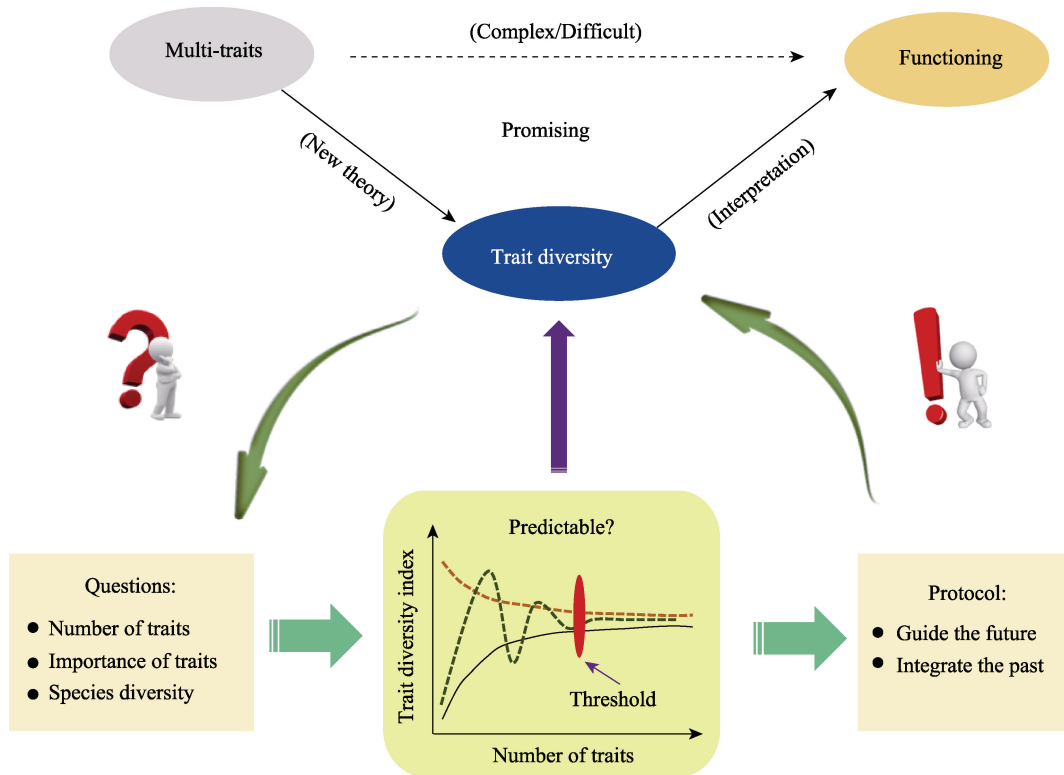 (Complex/Difficult)
Multi-traits
Functioning
Promising
(New theory)
(Interpretation)
Trait diversity
Questions:
● Number of traits
● Importance of traits
● Species diversity
Predictable?
Trait diversity index
Threshold
Number of traits
Protocol:
● Guide the future
● Integrate the past